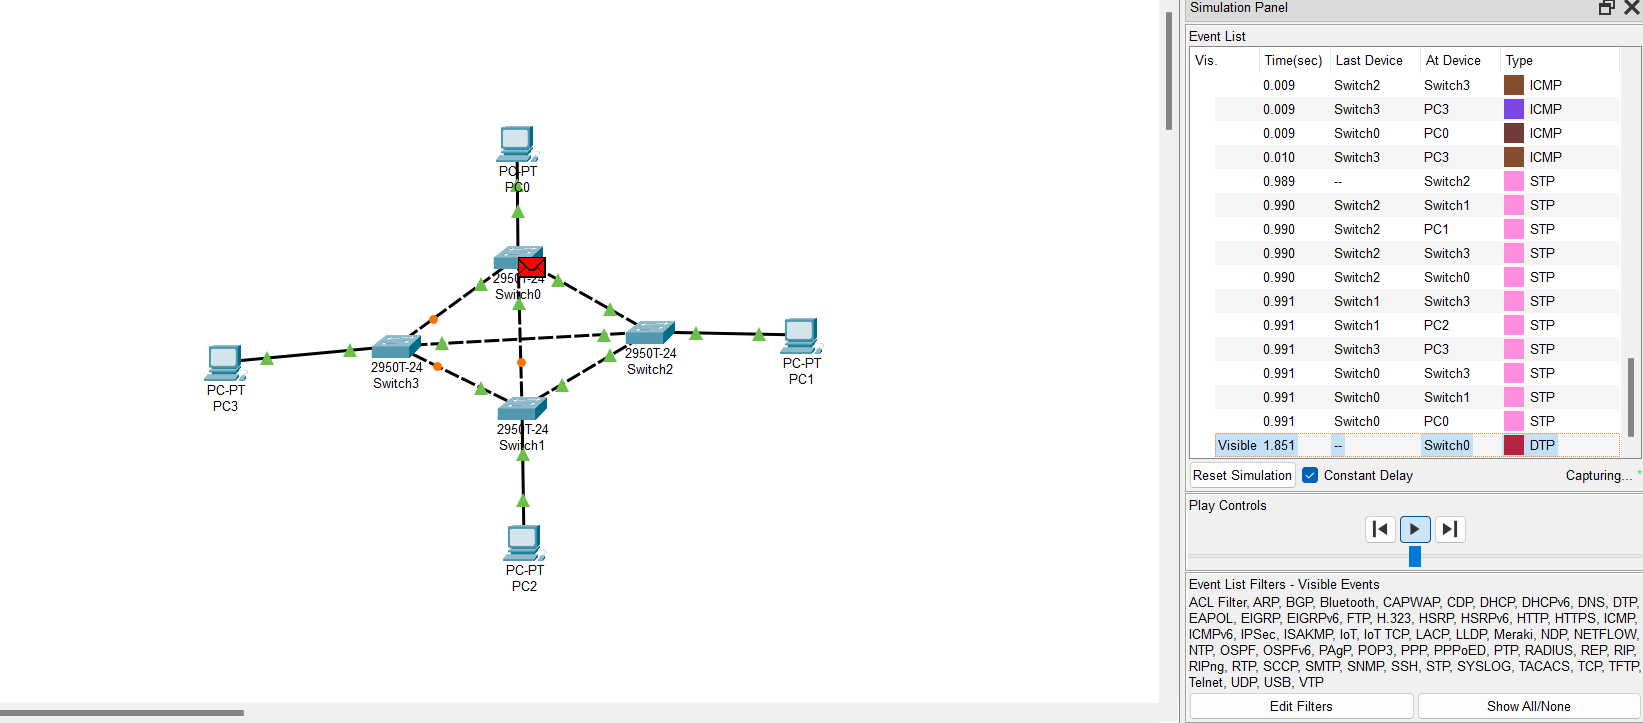 PC-PT
PC0
2950T-24
Switch0
2950T-24
Switch3
2950T-24
Switch2
PC-PT
PC1
PC-PT
PC3
2950T-24
Switch1
PC-PT
PC2
Simulation Panel
Event List
Vis. Time(sec) Last Device At Device Type
0.009 Switch2 Switch3 ICMP
0.009 Switch3 PC3 ICMP
0.009 Switch0 PC0 ICMP
0.010 Switch3 PC3 ICMP
0.989 -- Switch2 STP
0.990 Switch2 Switch1 STP
0.990 Switch2 PC1 STP
0.990 Switch2 Switch3 STP
0.990 Switch2 Switch0 STP
0.991 Switch1 Switch3 STP
0.991 Switch1 PC2 STP
0.991 Switch3 PC3 STP
0.991 Switch0 Switch3 STP
0.991 Switch0 Switch1 STP
0.991 Switch0 PC0 STP
Visible 1.851 -- Switch0 DTP
Reset Simulation Constant Delay Capturing... *
Play Controls
Event List Filters - Visible Events
ACL Filter, ARP, BGP, Bluetooth, CAPWAP, CDP, DHCP, DHCPv6, DNS, DTP,
EAPOL, EIGRP, EIGRPv6, FTP, H.323, HSRP, HSRPv6, HTTP, HTTPS, ICMP,
ICMPv6, IPSec, ISAKMP, IoT, IoT TCP, LACP, LLDP, Meraki, NDP, NETFLOW,
NTP, OSPF, OSPFv6, PAgP, POP3, PPP, PPPoED, PTP, RADIUS, REP, RIP,
RIPng, RTP, SCCP, SMTP, SNMP, SSH, STP, SYSLOG, TACACS, TCP, TFTP,
Telnet, UDP, USB, VTP
Edit Filters Show All/None